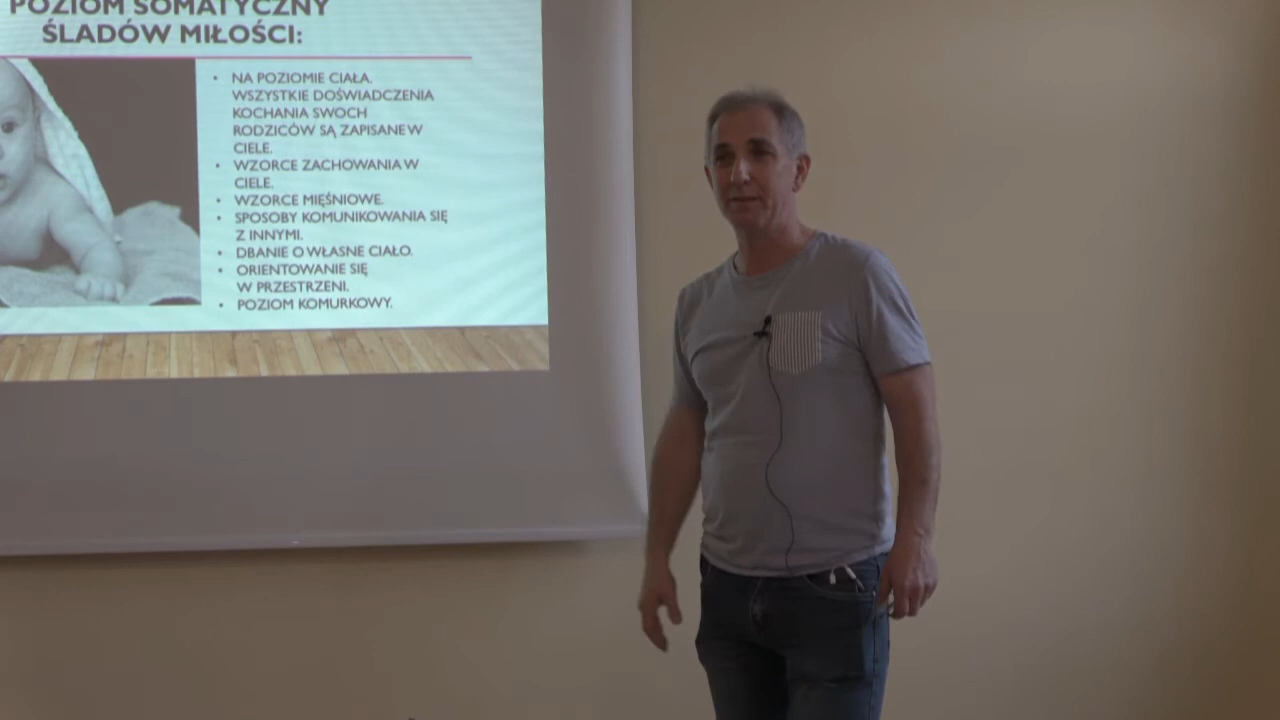 POZIOM SOMATYCZNY
ŚLADÓW MIŁOŚCI:
• NA POZIOMIE CIAŁA.
WSZYSTKIE DOŚWIADCZENIA
KOCHANIA SWOCH
RODZICÓW SĄ ZAPISANE W
CIELE.
• WZORCE ZACHOWANIA W
CIELE.
• WZORCE MIĘŚNIOWE.
• SPOSOBY KOMUNIKOWANIA SIĘ
Z INNYMI.
• DBANIE O WŁASNE CIAŁO.
• ORIENTOWANIE SIĘ
W PRZESTRZENI.
• POZIOM KOMURKOWY.